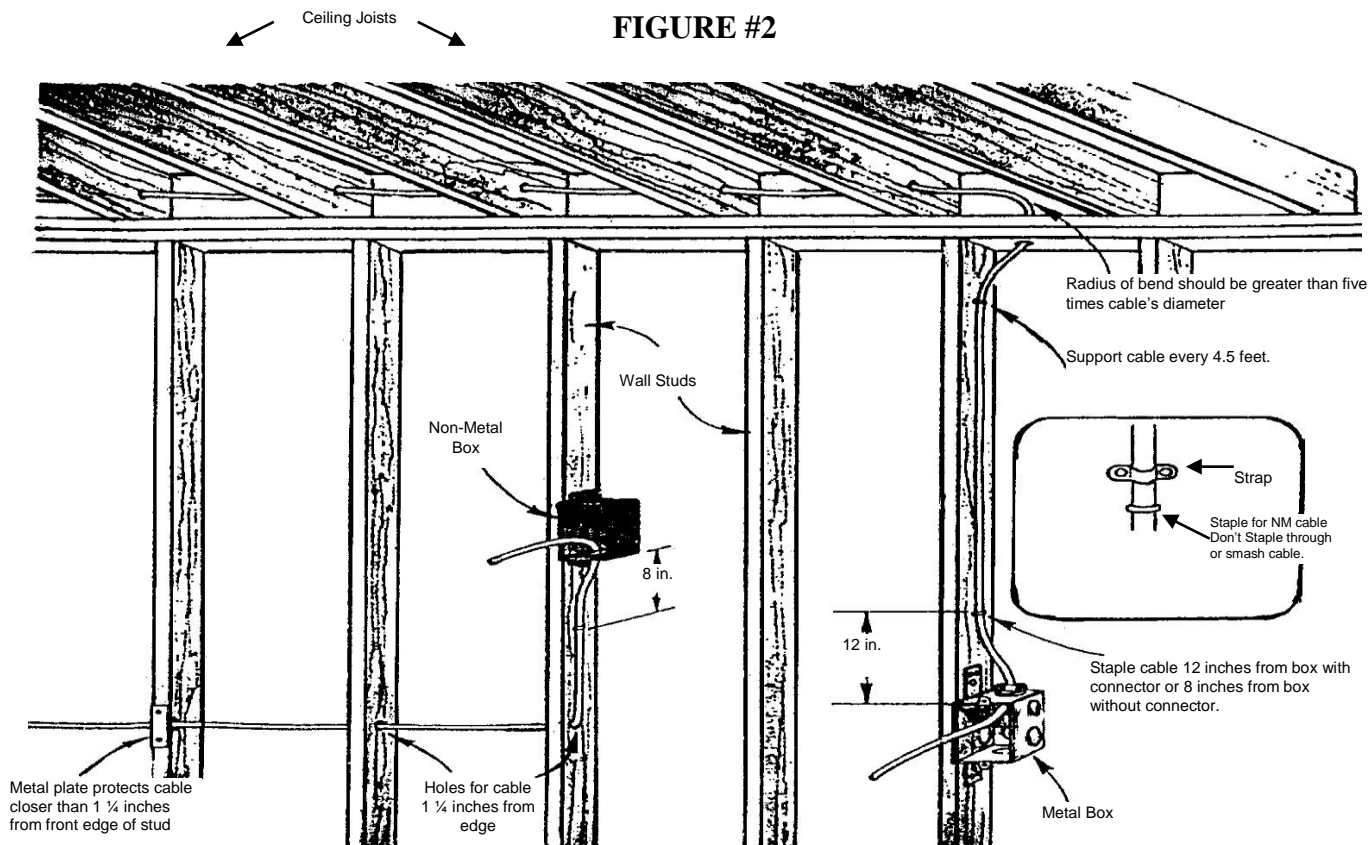 FIGURE #2
Ceiling Joists
Radius of bend should be greater than five
times cable's diameter
Support cable every 4.5 feet.
Wall Studs
Non-Metal
Box
Strap
Staple for NM cable
Don't Staple through
or smash cable.
8 in.
12 in.
Staple cable 12 inches from box with
connector or 8 inches from box
without connector.
Metal plate protects cable
closer than 1 ¼ inches
from front edge of stud
Holes for cable
1 ¼ inches from
edge
Metal Box